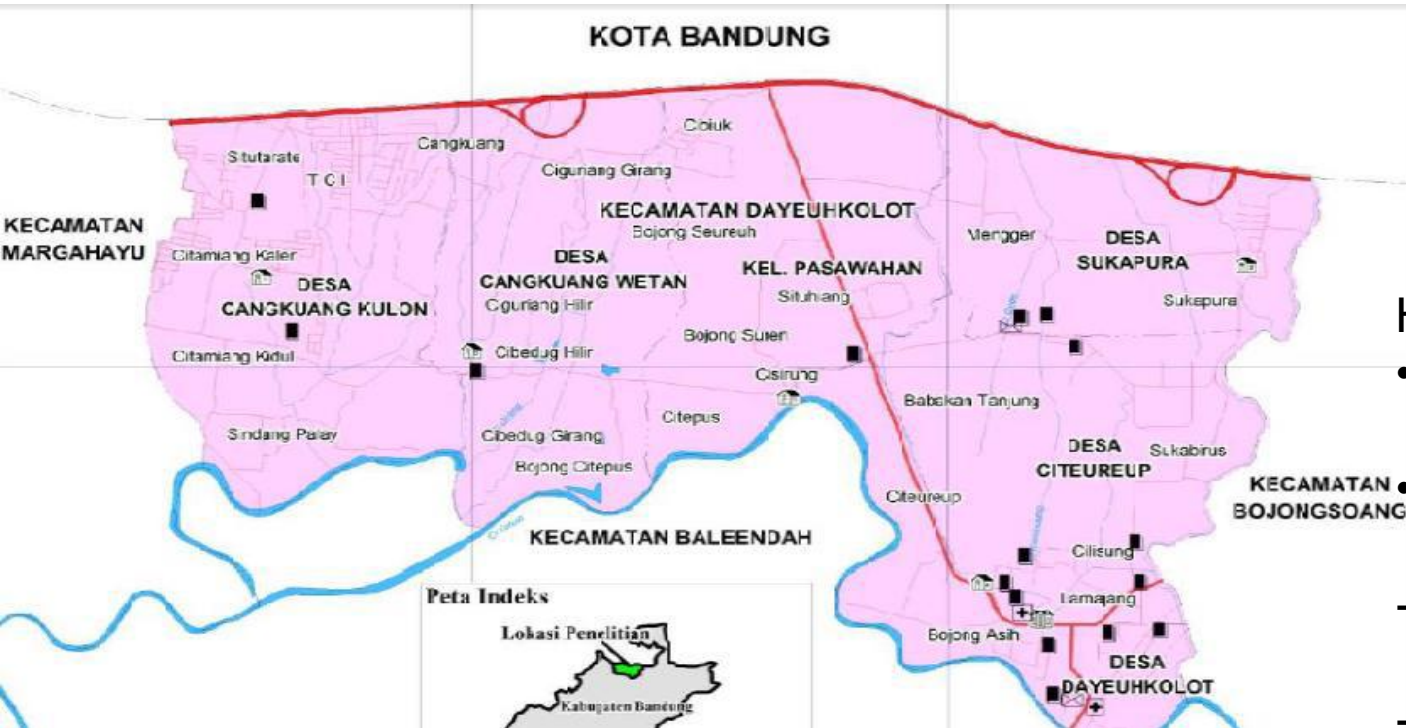 KOTA BANDUNG
Cibiuk
Cangkuang
Situtarate
Cigunang Girang
T C I
KECAMATAN DAYEUHKOLOT
KECAMATAN
MARGAHAYU
Bojong Seureuh
Mengger
DESA
SUKAPURA
Citamiang Kaler
DESA
CANGKUANG WETAN
KEL. PASAWAHAN
DESA
CANGKUANG KULON
Ciguriang Hilir
Situhiang
Sukapura
Bojong Suren
Citamiang Kidul
Cibedug Hilir
Cisirung
Babakan Tanjung
Citepus
Sindang Palay
Cibedug Girang
DESA
CITEUREUP
Sukabirus
Bojong Citepus
Citeureup
KECAMATAN
BOJONGSOANG
KECAMATAN BALEENDAH
Cilisung
Peta Indeks
Lamajang
Lokasi Penelitian
Bojong Asih
DESA
DAYEUHKOLOT
Kabupaten Bandung